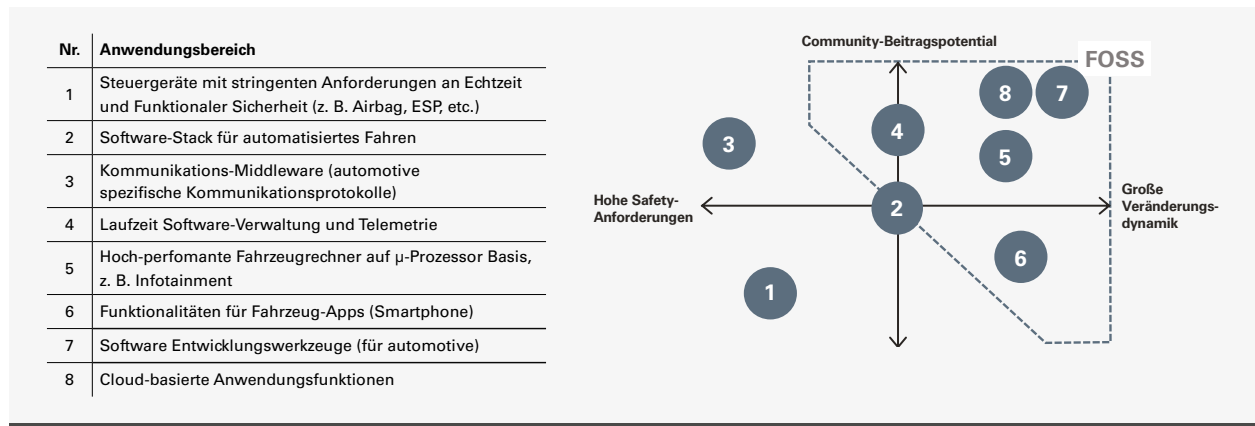 Nr. Anwendungsbereich
1 Steuergeräte mit stringenten Anforderungen an Echtzeit
und Funktionaler Sicherheit (z. B. Airbag, ESP, etc.)
2 Software-Stack für automatisiertes Fahren
3 Kommunikations-Middleware (automotive
spezifische Kommunikationsprotokolle)
4 Laufzeit Software-Verwaltung und Telemetrie
5 Hoch-perfomante Fahrzeugrechner auf µ-Prozessor Basis,
z. B. Infotainment
6 Funktionalitäten für Fahrzeug-Apps (Smartphone)
7 Software Entwicklungswerkzeuge (für automotive)
8 Cloud-basierte Anwendungsfunktionen
Community-Beitragspotential
FOSS
8
7
4
3
5
Hohe Safety-
Anforderungen
2
Große
Veränderungs-
dynamik
6
1